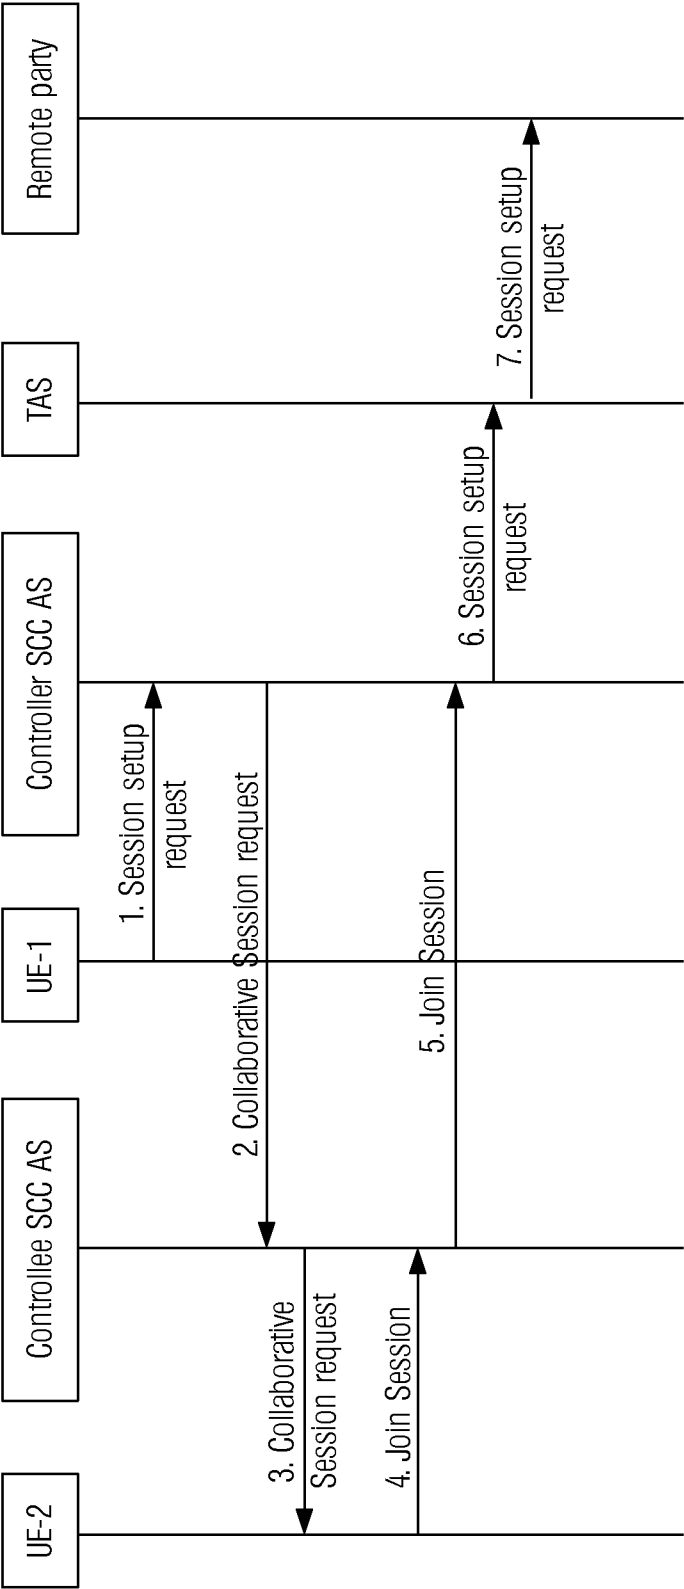 UE-2
Controllee SCC AS
UE-1
Controller SCC AS
TAS
Remote party
1. Session setup
request
2. Collaborative Session request
3. Collaborative
Session request
4. Join Session
5. Join Session
6. Session setup
request
7. Session setup
request